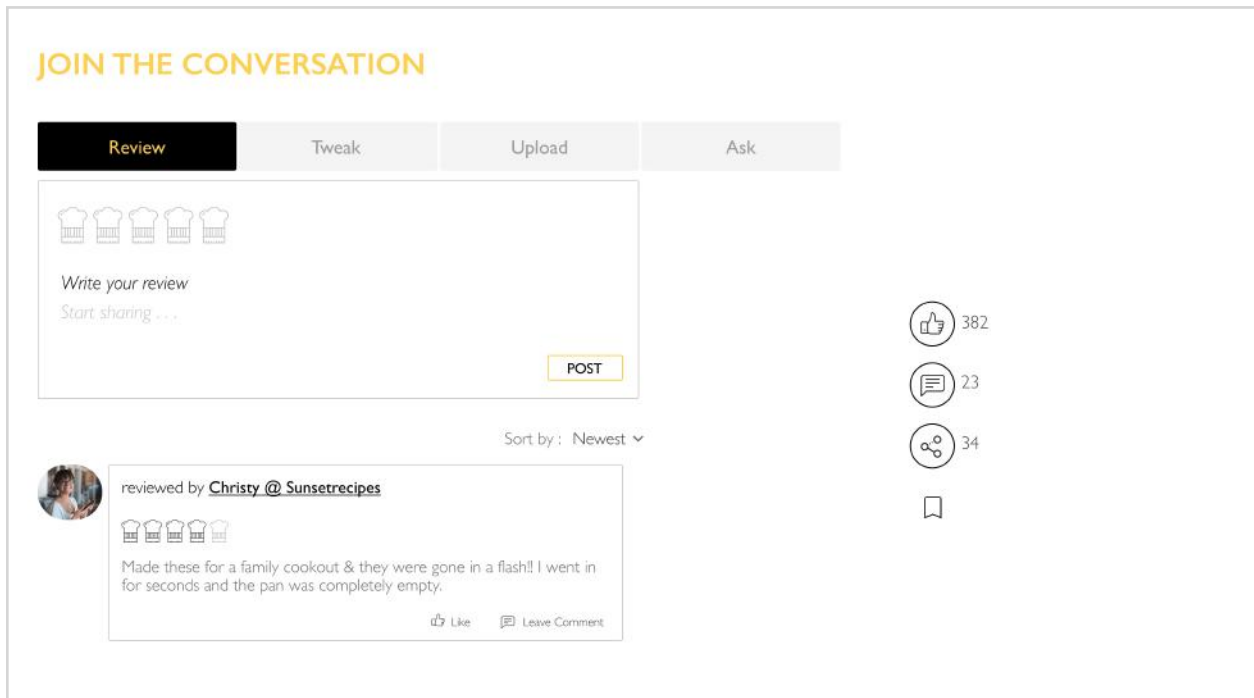 JOIN THE CONVERSATION
Review
Tweak
Upload
Ask
Write your review
Start sharing . . .
POST
Sort by : Newest
reviewed by Christy @ Sunsetrecipes
Made these for a family cookout & they were gone in a flash!! I went in
for seconds and the pan was completely empty.
Like
Leave Comment
382
23
34